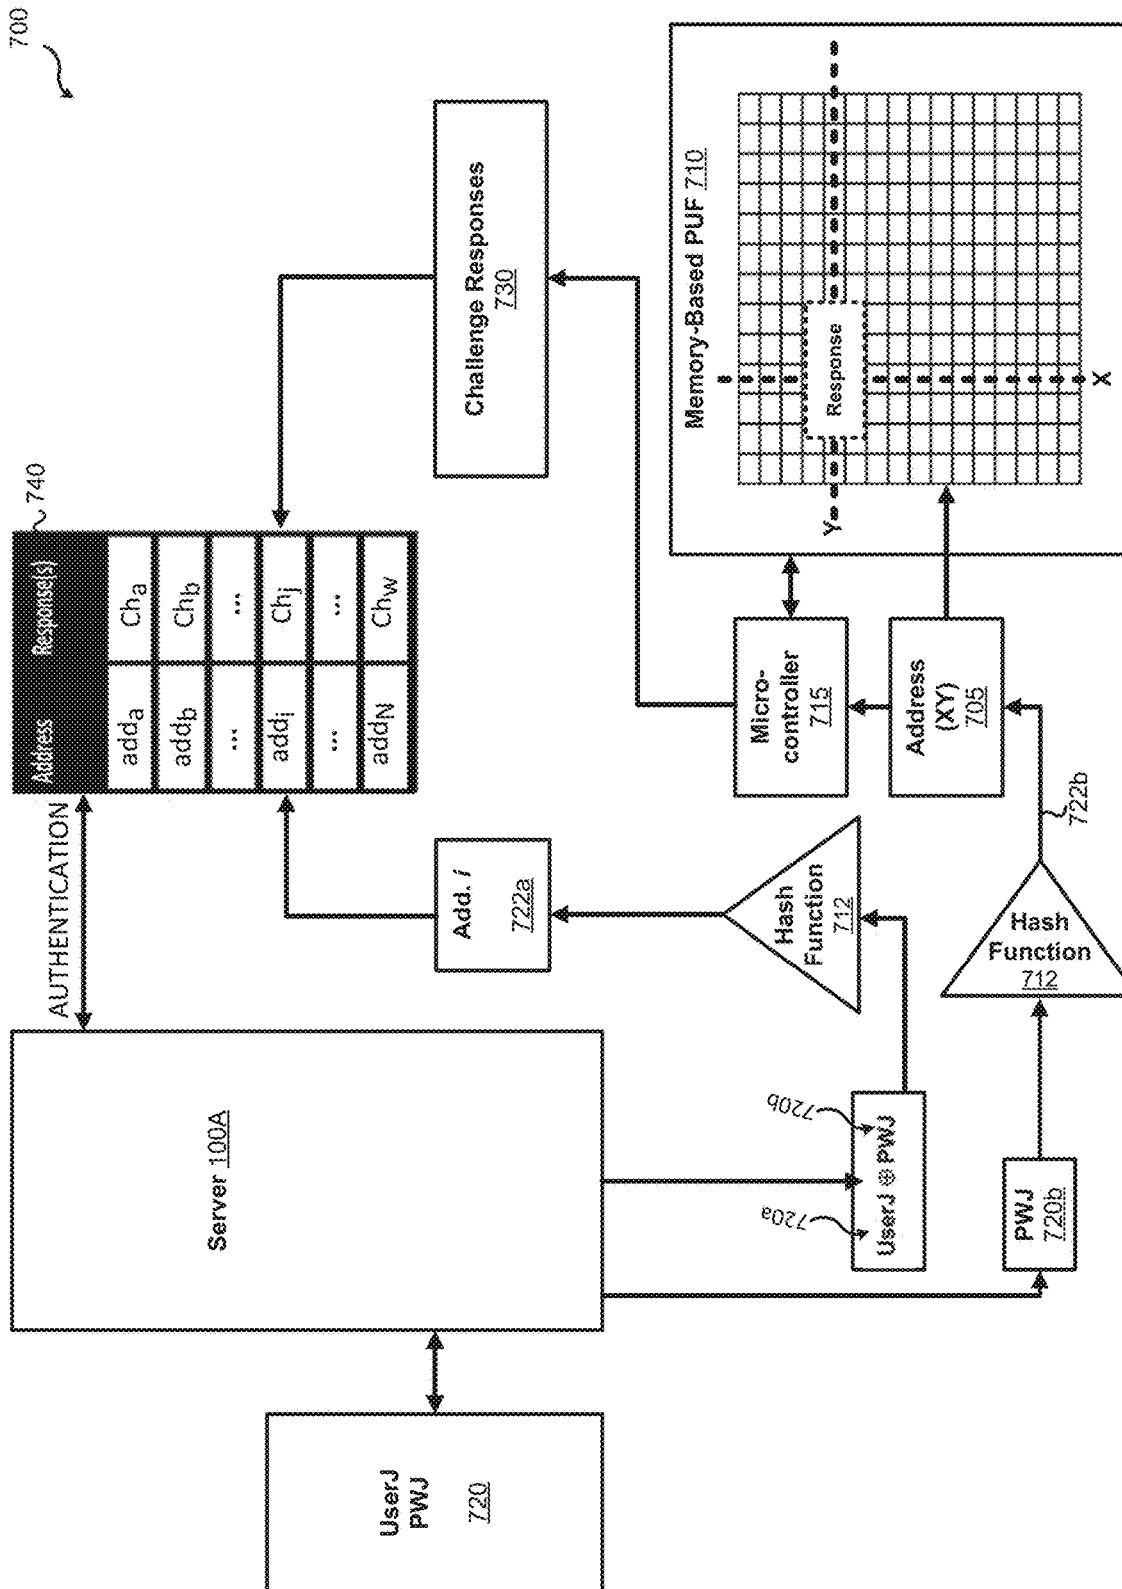 700
UserJ
PWJ
720
Server 100A
AUTHENTICATION
740
Address Response(s)
add_a Ch_a
add_b Ch_b
... ...
add_i Ch_j
... ...
add_N Ch_w
Add. i
722a
Challenge Responses
730
Hash
Function
712
720a
720b
UserJ ⊕ PWJ
PWJ
720b
Hash
Function
712
722b
Micro-
controller
715
Address
(XY)
705
Memory-Based PUF 710
Response
Y
X